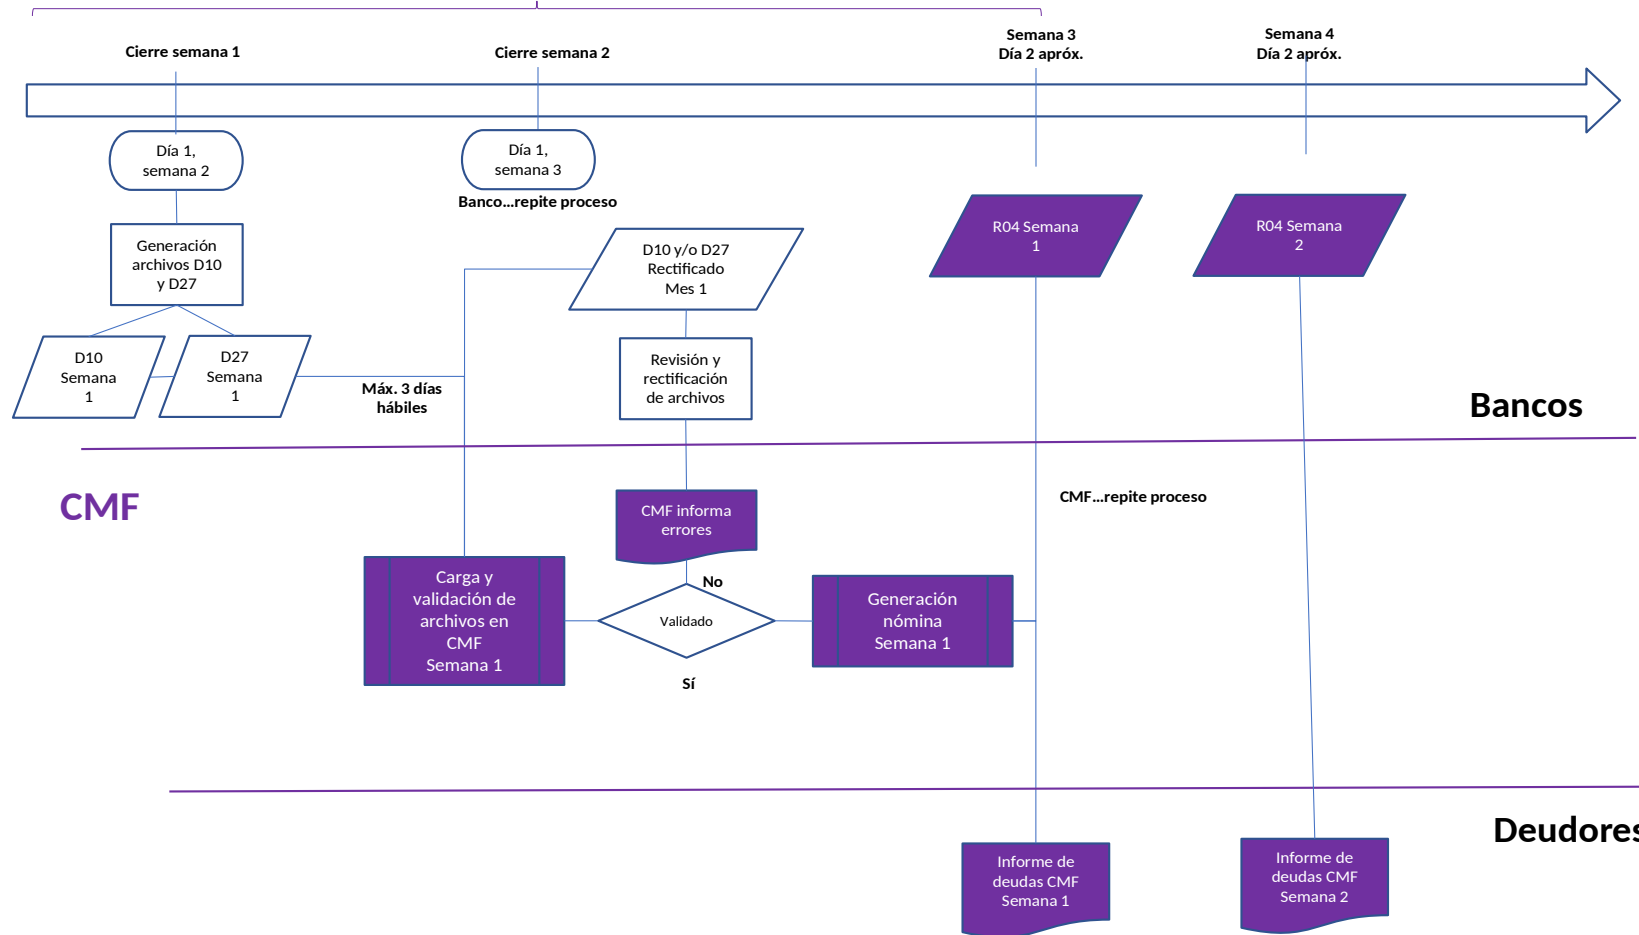 Cierre semana 1
Cierre semana 2
Semana 3
Día 2 apróx.
Semana 4
Día 2 apróx.
Día 1,
semana 2
Día 1,
semana 3
Banco...repite proceso
Generación
archivos D10
y D27
D10 y/o D27
Rectificado
Mes 1
R04 Semana
1
R04 Semana
2
D10
Semana
1
D27
Semana
1
Máx. 3 días
hábiles
Revisión y
rectificación
de archivos
Bancos
CMF
CMF informa
errores
CMF...repite proceso
No
Carga y
validación de
archivos en
CMF
Semana 1
Validado
Generación
nómina
Semana 1
Sí
Deudores
Informe de
deudas CMF
Semana 1
Informe de
deudas CMF
Semana 2